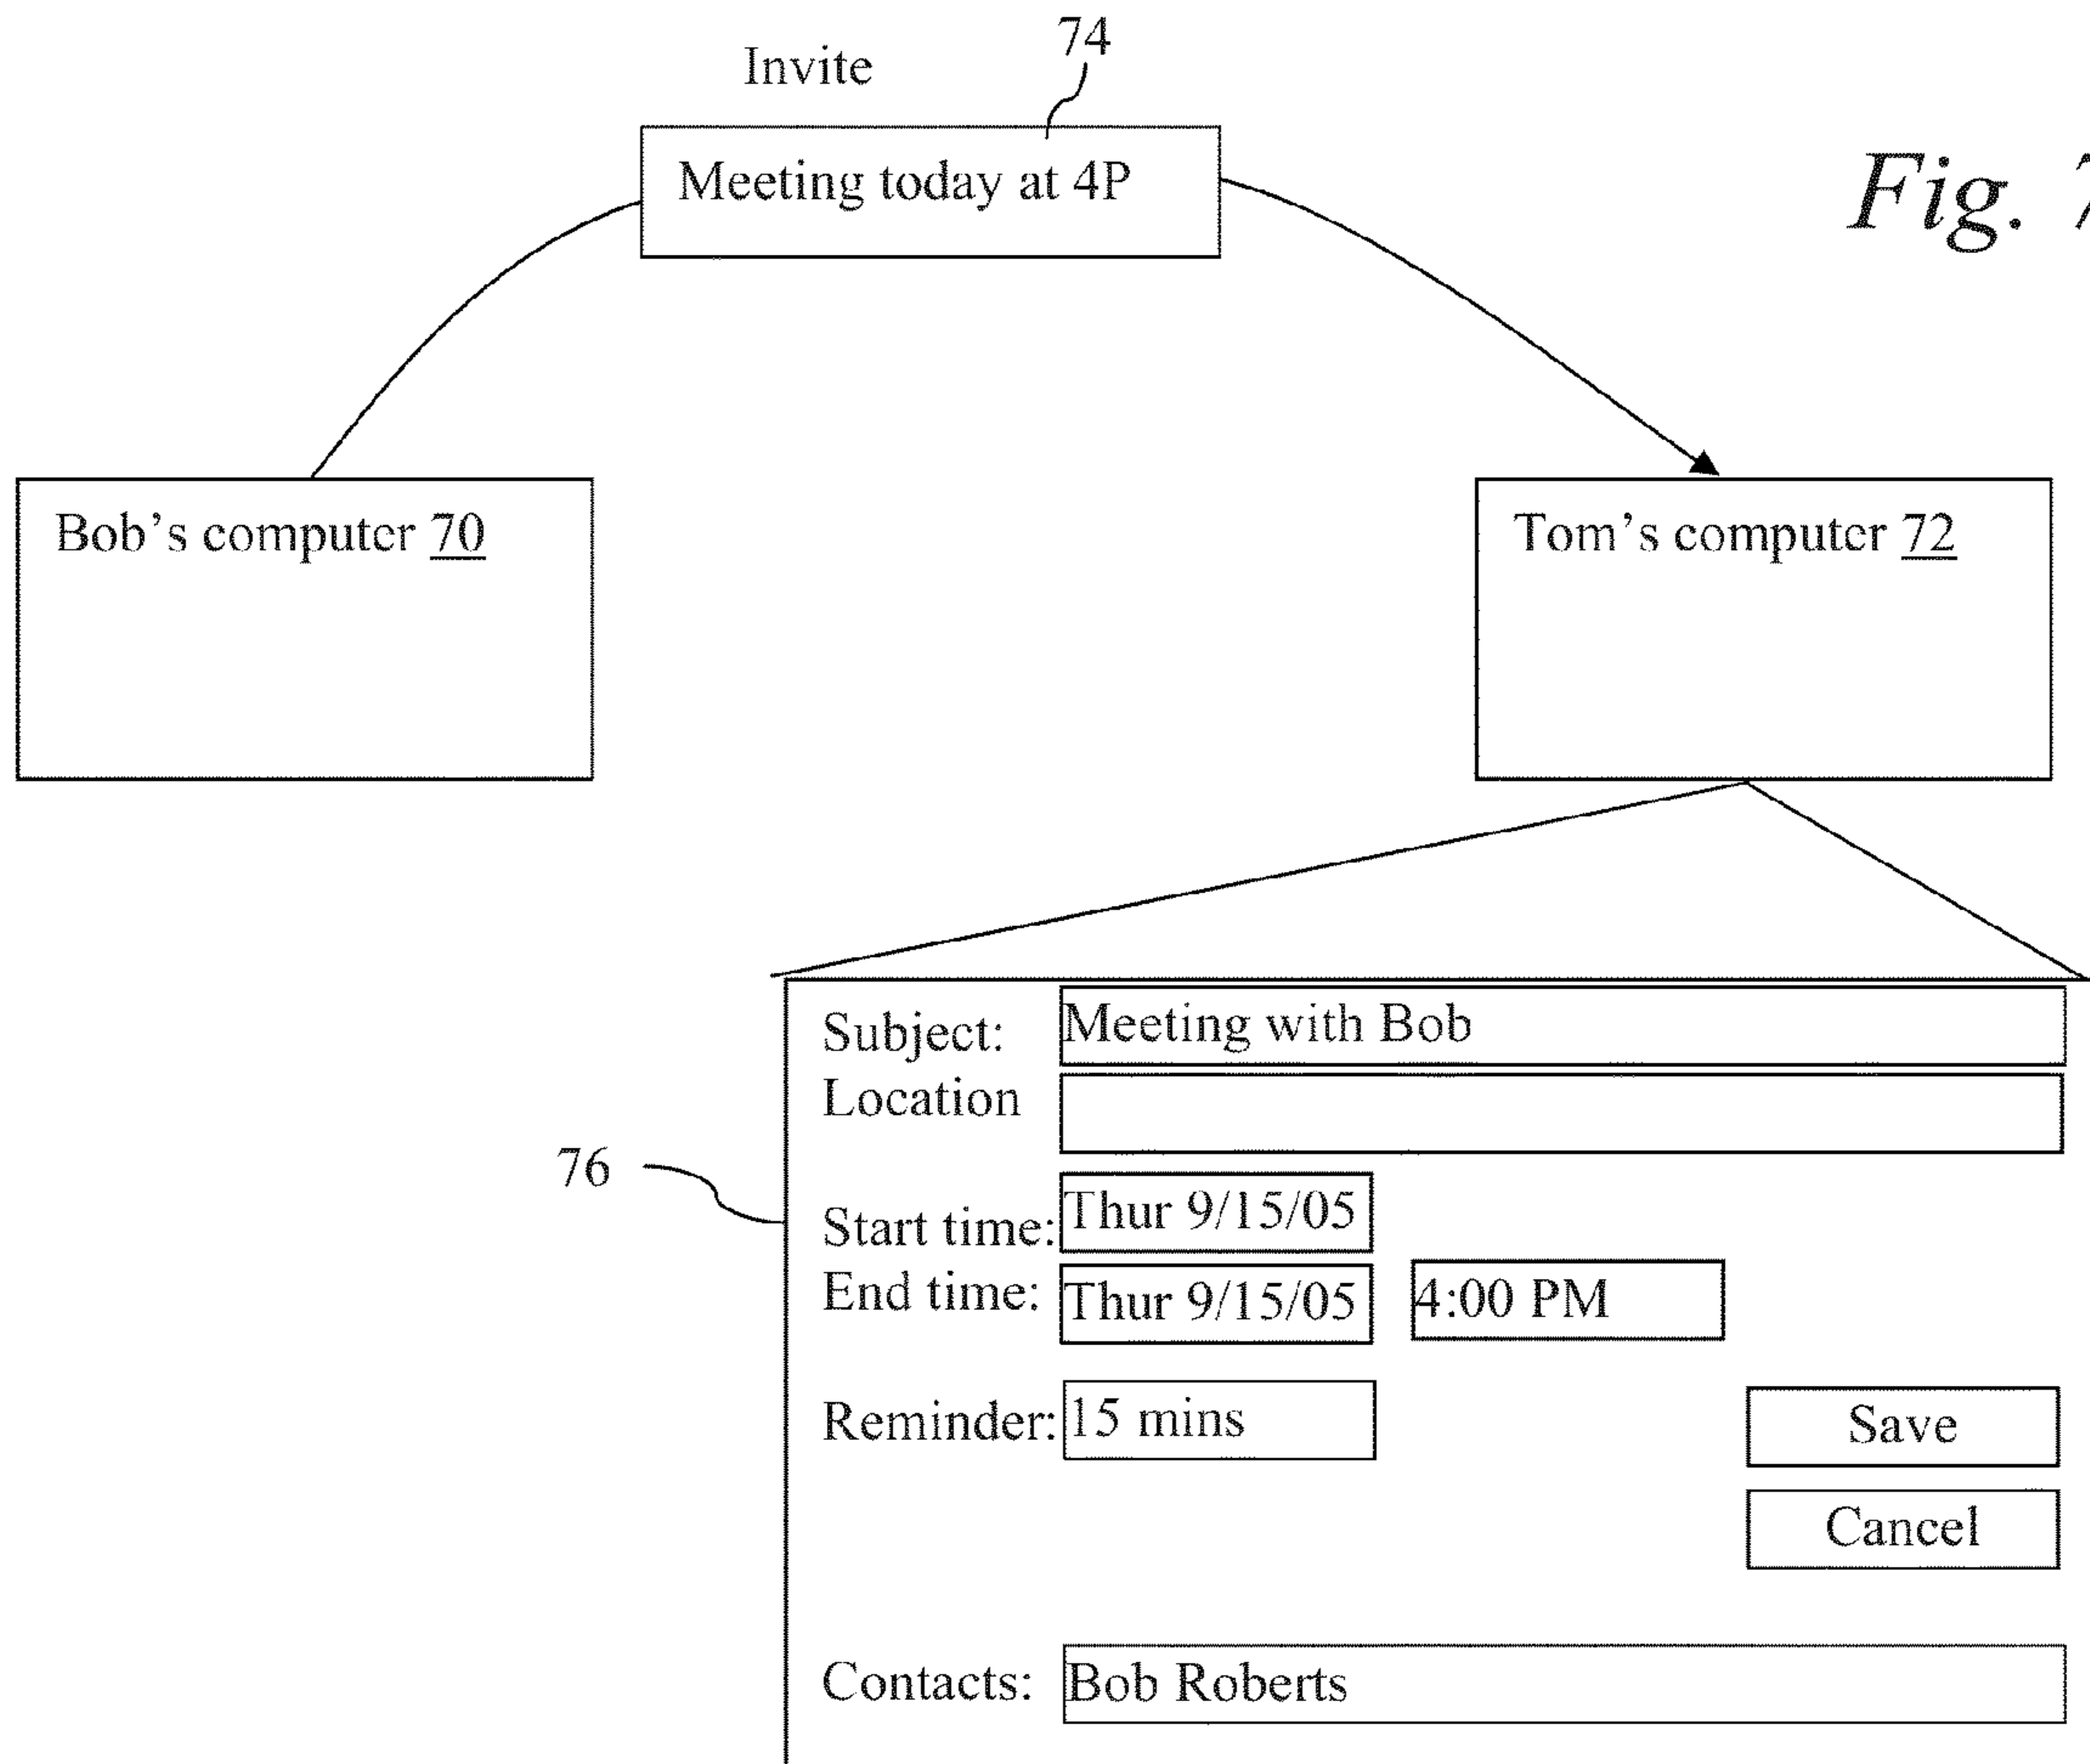 74
Invite
Meeting today at 4P
Fig. 7
Bob's computer 70
Tom's computer 72
Subject: Meeting with Bob
Location
76
Start time: Thur 9/15/05
End time: Thur 9/15/05 4:00 PM
Reminder: 15 mins
Save
Cancel
Contacts: Bob Roberts